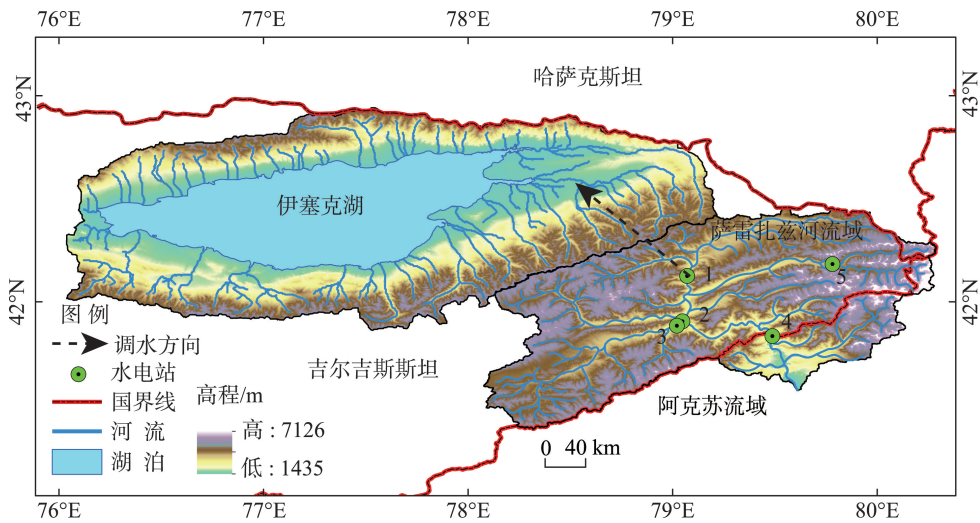 76°E 77°E 78°E 79°E 80°E
43°N 43°N
哈萨克斯坦
伊塞克湖
萨雷扎兹河流域
1
5
42°N 42°N
图例
2
4
3
调水方向
水电站
吉尔吉斯斯坦
国界线
高程/m
阿克苏流域
河流
高：7126
0 40 km
湖泊
低：1435
76°E 77°E 78°E 79°E 80°E